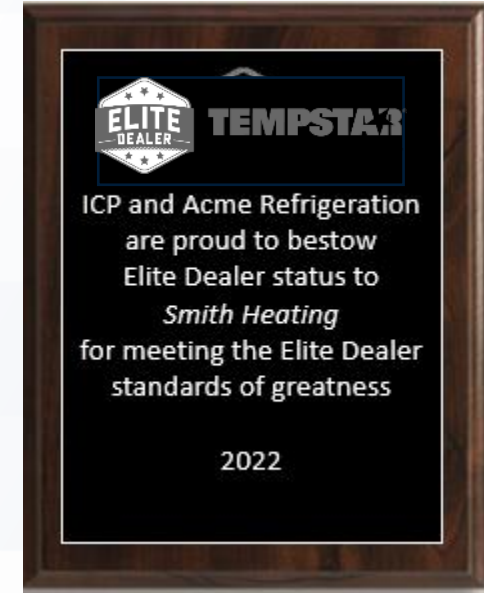 ELITE
DEALER
TEMPSTAR
ICP and Acme Refrigeration
are proud to bestow
Elite Dealer status to
Smith Heating
for meeting the Elite Dealer
standards of greatness
2022